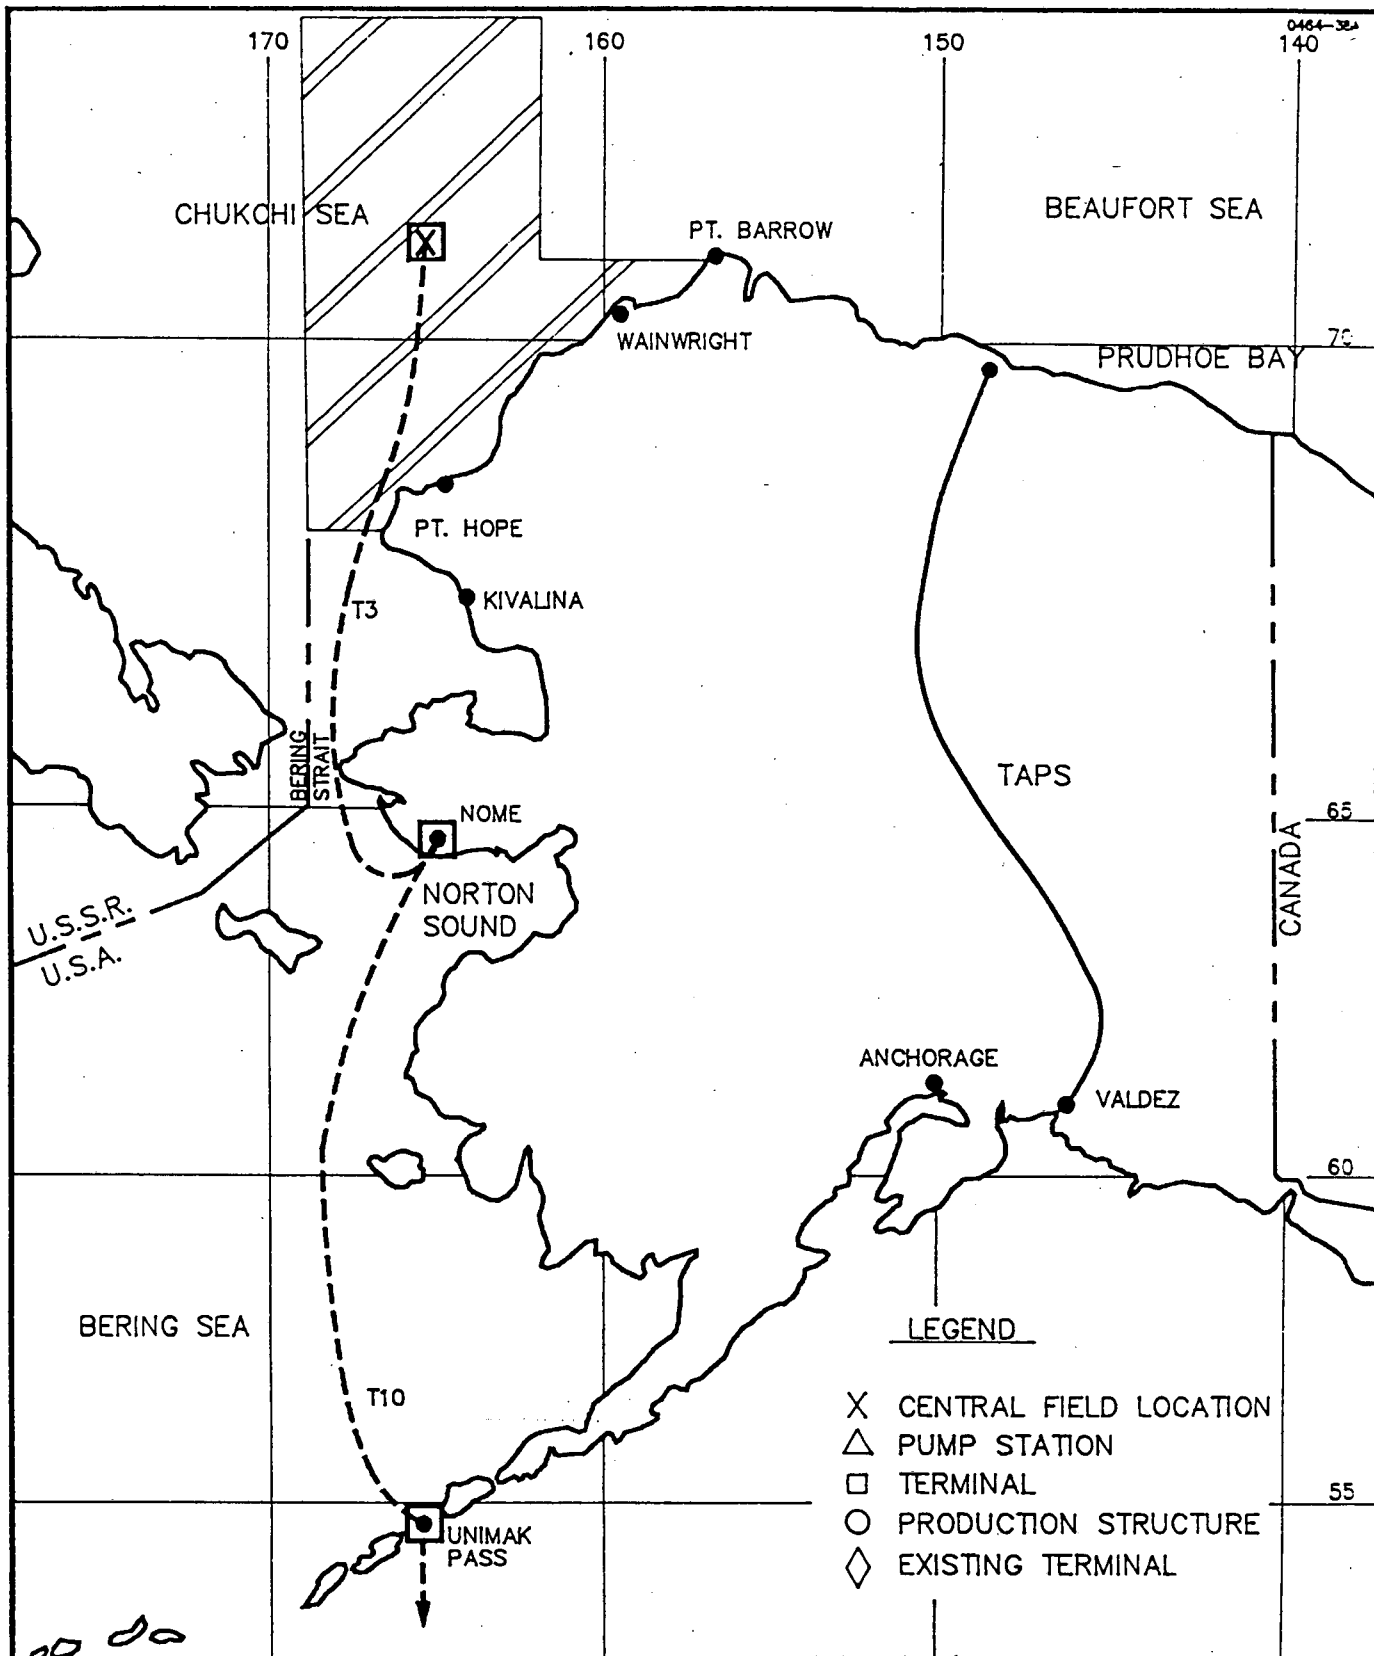 0464-32A
170
160
150
140
CHUKCHI SEA
BEAUFORT SEA
PT. BARROW
WAINWRIGHT
70
PRUDHOE BAY
PT. HOPE
T3
KIVALINA
BERING
STRAIT
TAPS
NOME
65
CANADA
NORTON
SOUND
U.S.S.R.
U.S.A.
ANCHORAGE
VALDEZ
60
BERING SEA
LEGEND
T10
X CENTRAL FIELD LOCATION
PUMP STATION
TERMINAL
55
PRODUCTION STRUCTURE
UNIMAK
PASS
EXISTING TERMINAL